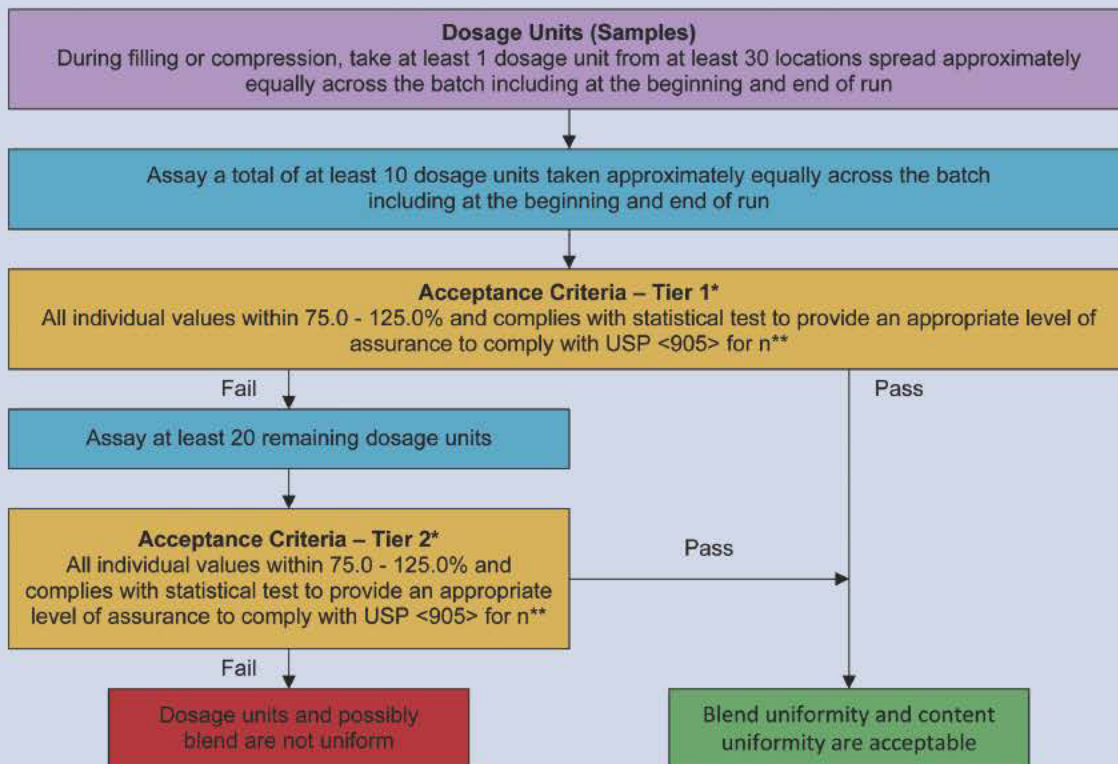 Dosage Units (Samples)
During filling or compression, take at least 1 dosage unit from at least 30 locations spread approximately
equally across the batch including at the beginning and end of run
Assay a total of at least 10 dosage units taken approximately equally across the batch
including at the beginning and end of run
Acceptance Criteria – Tier 1*
All individual values within 75.0 - 125.0% and complies with statistical test to provide an appropriate level of
assurance to comply with USP <905> for n**
Fail
Pass
Assay at least 20 remaining dosage units
Acceptance Criteria – Tier 2*
All individual values within 75.0 - 125.0% and
complies with statistical test to provide an appropriate
level of assurance to comply with USP <905> for n**
Pass
Fail
Dosage units and possibly
blend are not uniform
Blend uniformity and content
uniformity are acceptable